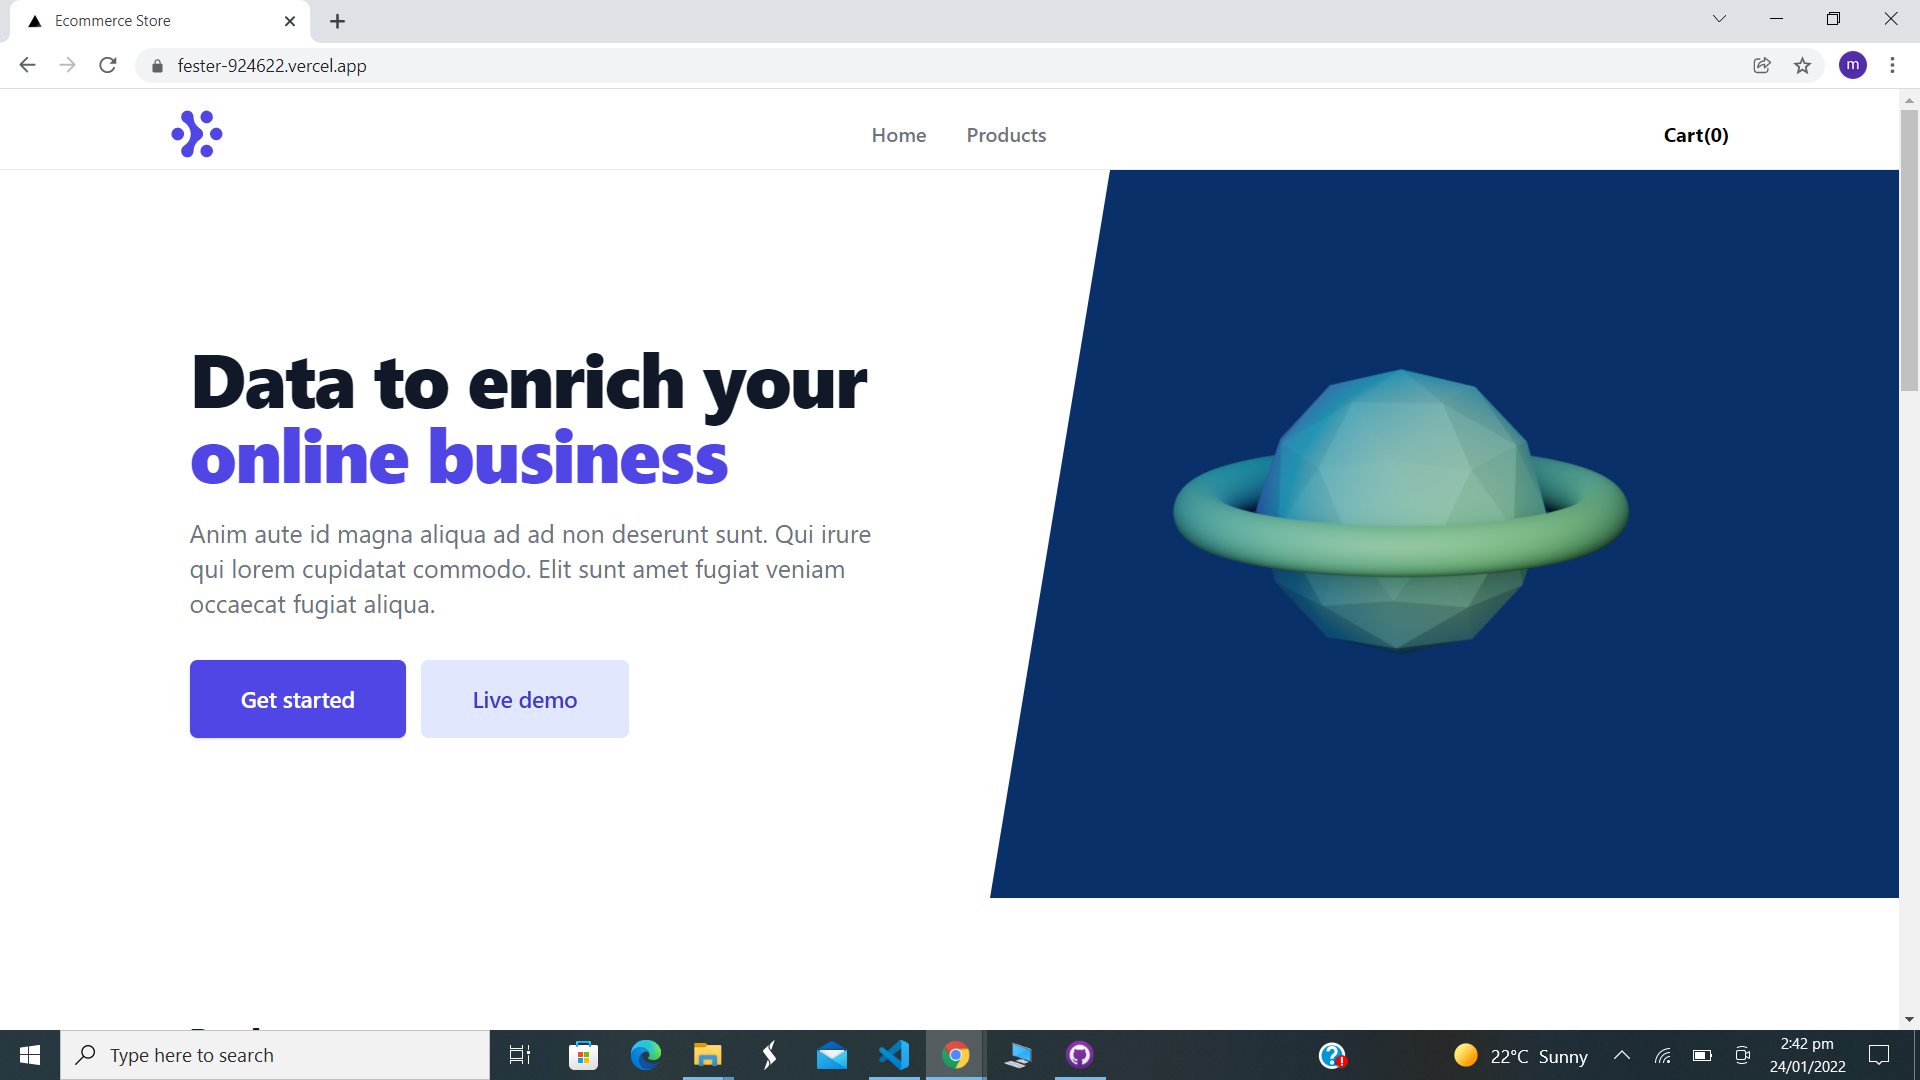 Ecommerce Store
fester-924622.vercel.app
m
Home
Products
Cart(0)
Data to enrich your
online business
Anim aute id magna aliqua ad ad non deserunt sunt. Qui irure
qui lorem cupidatat commodo. Elit sunt amet fugiat veniam
occaecat fugiat aliqua.
Get started
Live demo
Type here to search
22°C Sunny
2:42 pm
24/01/2022